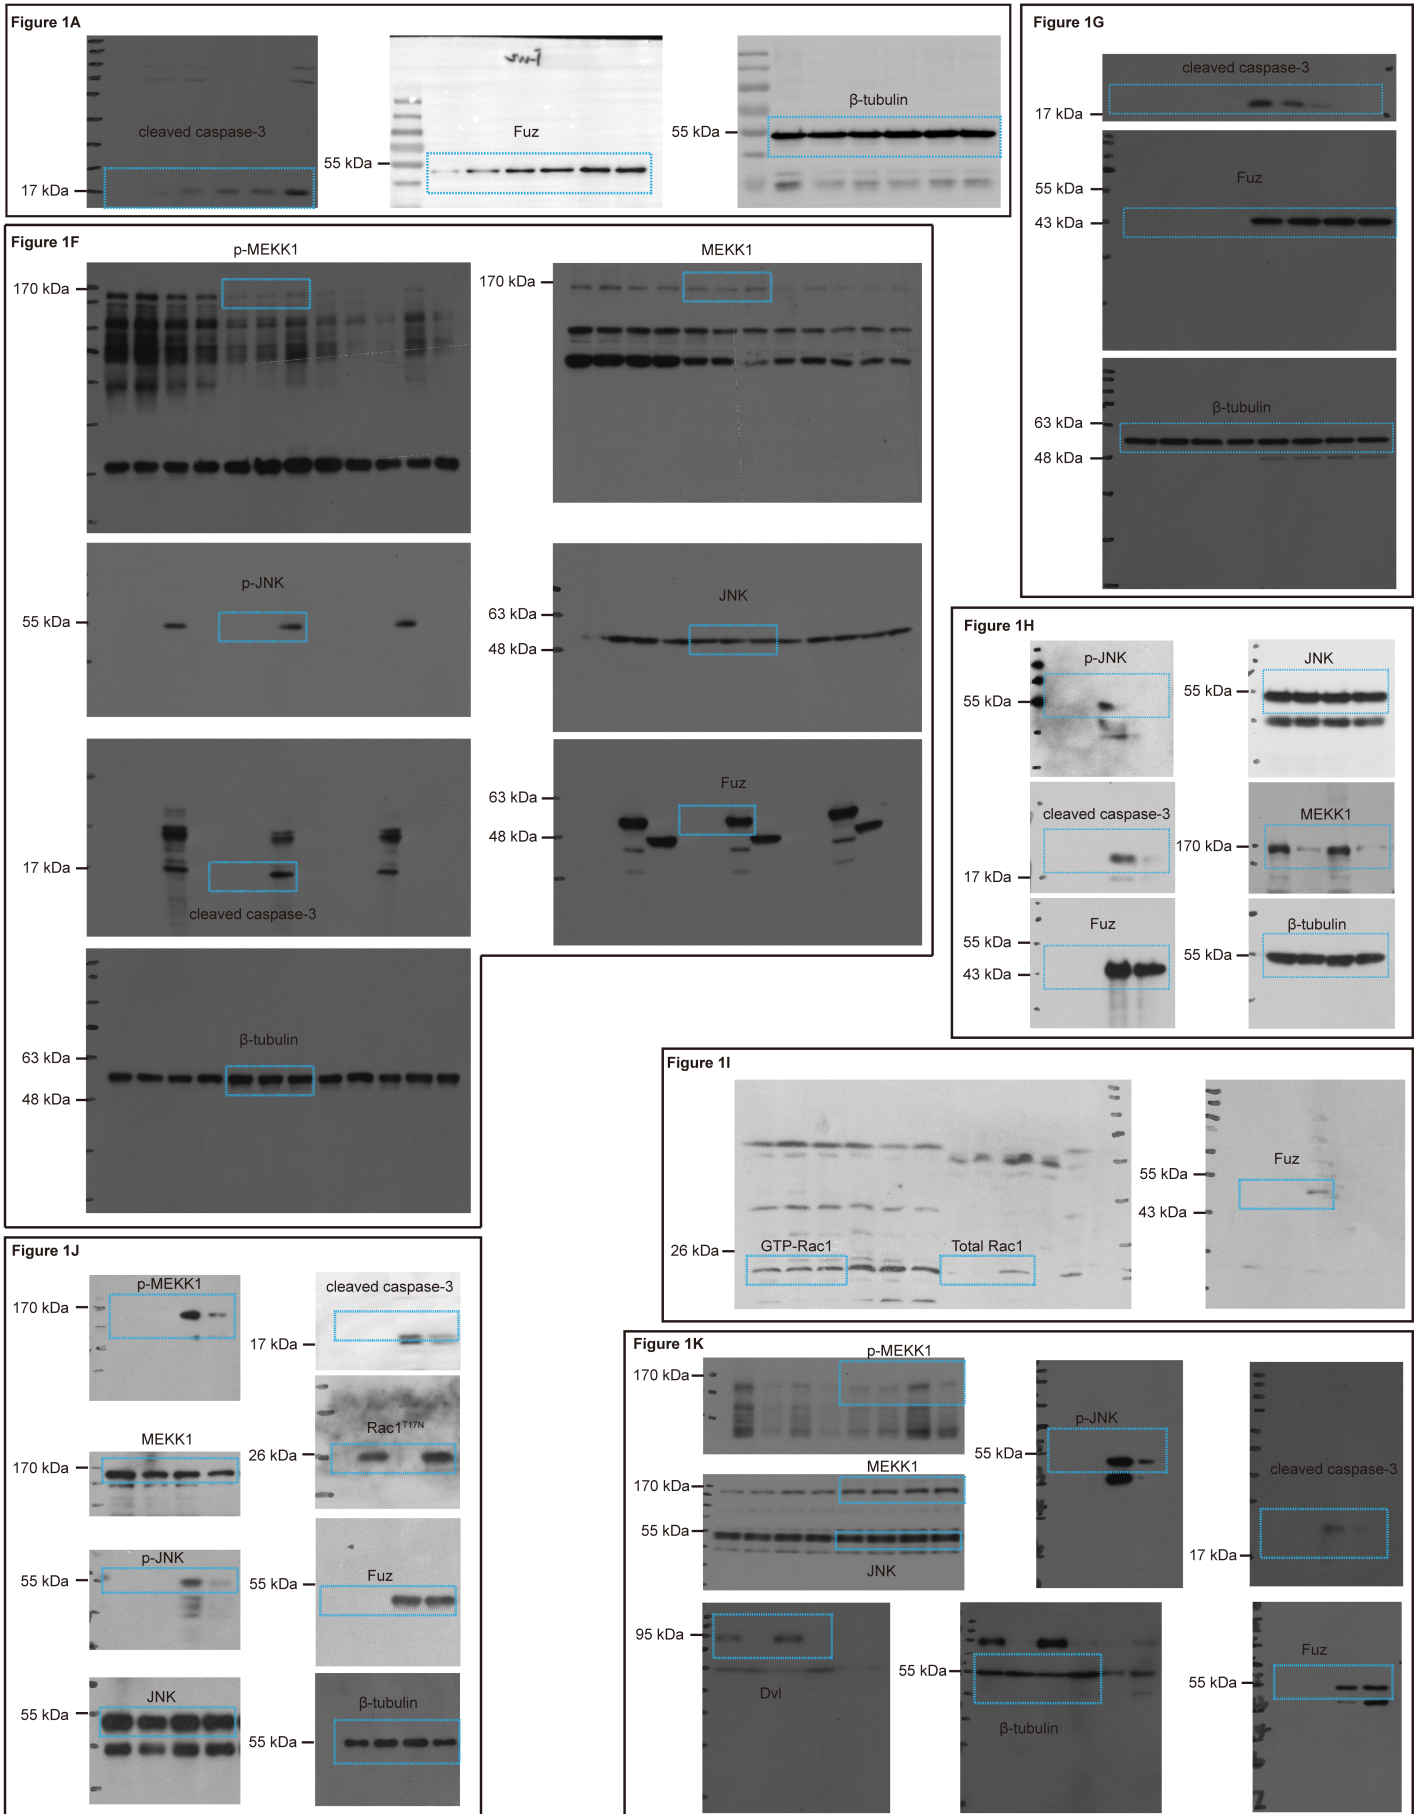 Figure 1A
cleaved caspase-3
17 kDa
Fuz
55 kDa
β-tubulin
55 kDa
Figure 1G
cleaved caspase-3
17 kDa
Fuz
55 kDa
43 kDa
β-tubulin
63 kDa
48 kDa
Figure 1F
p-MEKK1
170 kDa
MEKK1
170 kDa
p-JNK
55 kDa
JNK
63 kDa
48 kDa
17 kDa
cleaved caspase-3
Fuz
63 kDa
48 kDa
β-tubulin
63 kDa
48 kDa
Figure 1H
p-JNK
55 kDa
JNK
55 kDa
cleaved caspase-3
17 kDa
MEKK1
170 kDa
Fuz
55 kDa
43 kDa
β-tubulin
55 kDa
Figure 1I
26 kDa
GTP-Rac1
Total Rac1
Fuz
55 kDa
43 kDa
Figure 1J
p-MEKK1
170 kDa
cleaved caspase-3
17 kDa
MEKK1
170 kDa
Rac1T17N
26 kDa
p-JNK
55 kDa
Fuz
55 kDa
JNK
55 kDa
β-tubulin
55 kDa
Figure 1K
p-MEKK1
170 kDa
MEKK1
170 kDa
55 kDa
JNK
p-JNK
55 kDa
cleaved caspase-3
17 kDa
95 kDa
Dvl
55 kDa
β-tubulin
Fuz
55 kDa